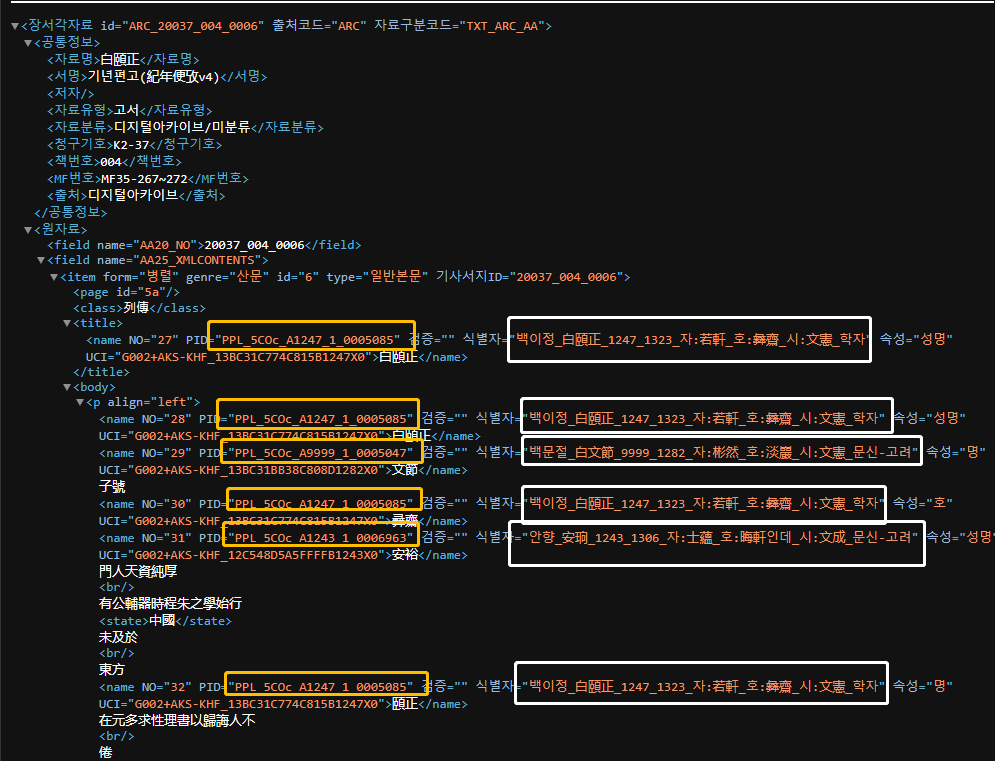 ▼<장서각자료 id="ARC_20037_004_0006" 출처코드="ARC" 자료구분코드="TXT_ARC_AA">
▼<공통정보>
<자료명>白頤正</자료명>
<서명>기년편고(紀年便攷v4)</서명>
<저자/>
<자료유형>고서</자료유형>
<자료분류>디지털아카이브/미분류</자료분류>
<청구기호>K2-37</청구기호>
<책번호>004</책번호>
<MF번호>MF35-267~272</MF번호>
<출처>디지털아카이브</출처>
</공통정보>
▼<원자료>
<field name="AA20_NO">20037_004_0006</field>
▼<field name="AA25_XMLCONTENTS">
▼<item form="병렬" genre="산문" id="6" type="일반본문" 기사서지ID="20037_004_0006">
<page id="5a"/>
<class>列傳</class>
▼<title>
<name NO="27" PID="PPL_5COc_A1247_1_0005085" 검증="" 식별자="백이정_白頤正_1247_1323_자:若軒_호:彝齋_시:文憲_학자" 속성="성명"
UCI="G002+AKS-KHF_13BC31C774C815B1247X0">白頤正</name>
</title>
▼<body>
▼<p align="left">
<name NO="28" PID="PPL_5COc_A1247_1_0005085" 검증="" 식별자="백이정_白頤正_1247_1323_자:若軒_호:彝齋_시:文憲_학자" 속성="성명"
UCI="G002+AKS-KHF_13BC31C774C815B1247X0">白頤正</name>
<name NO="29" PID="PPL_5COc_A9999_1_0005047" 검증="" 식별자="백문절_白文節_9999_1282_자:彬然_호:淡巖_시:文憲_문신-고려" 속성="명"
UCI="G002+AKS-KHF_13BC31BB38C808D1282X0">文節</name>
子號
<name NO="30" PID="PPL_5COc_A1247_1_0005085" 검증="" 식별자="백이정_白頤正_1247_1323_자:若軒_호:彝齋_시:文憲_학자" 속성="호"
UCI="G002+AKS-KHF_13BC31C774C815B1247X0">彛齋</name>
<name NO="31" PID="PPL_5COc_A1243_1_0006963" 검증="" 식별자="안향_安珦_1243_1306_자:士蘊_호:晦軒인데_시:文成_문신-고려" 속성="성명"
UCI="G002+AKS-KHF_12C548D5A5FFFFB1243X0">安裕</name>
門人天資純厚
<br/>
有公輔器時程朱之學始行
<state>中國</state>
未及於
<br/>
東方
<name NO="32" PID="PPL_5COc_A1247_1_0005085" 검증="" 식별자="백이정_白頤正_1247_1323_자:若軒_호:彝齋_시:文憲_학자" 속성="명"
UCI="G002+AKS-KHF_13BC31C774C815B1247X0">頤正</name>
在元多求性理書以歸誨人不
<br/>
倦